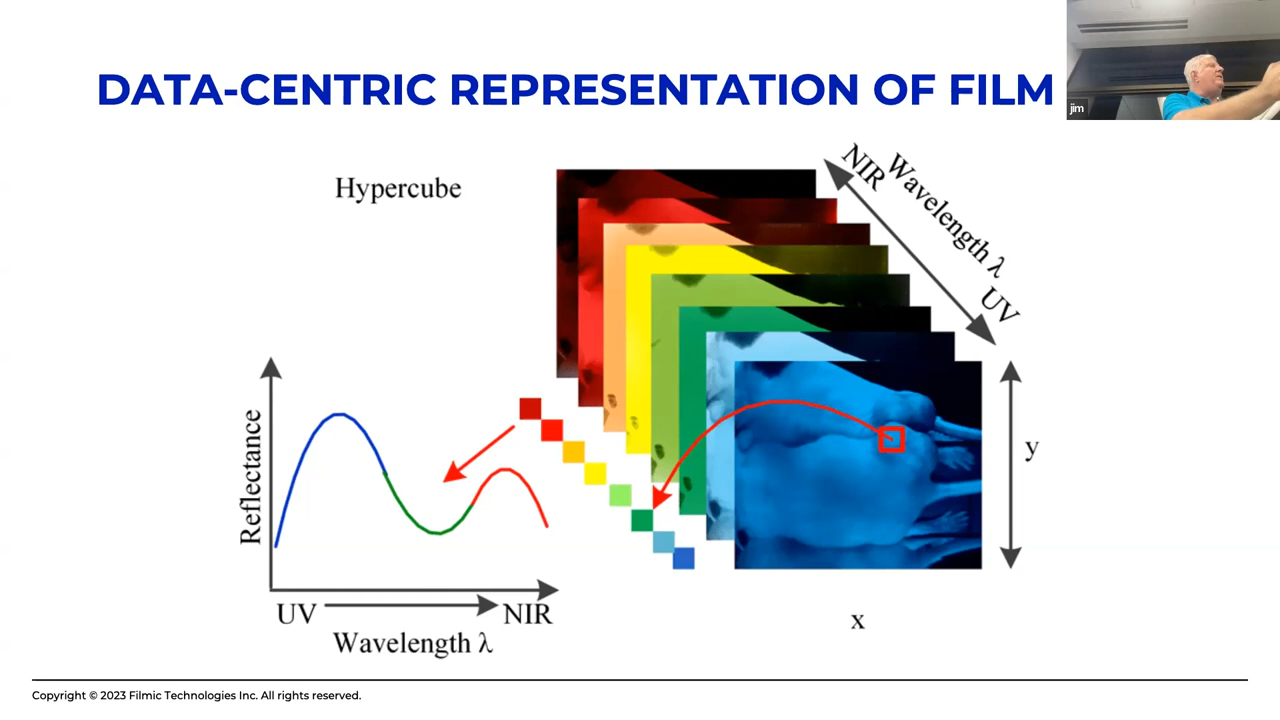 DATA-CENTRIC REPRESENTATION OF FILM
jim
Hypercube
NIR
Wavelength λ
UV
Reflectance
y
UV
NIR
Wavelength λ
x
Copyright © 2023 Filmic Technologies Inc. All rights reserved.